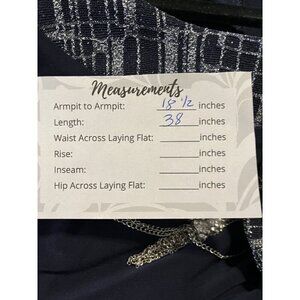 Measurements
Armpit to Armpit: 18 1/2 inches
Length: 38 inches
Waist Across Laying Flat: inches
Rise: inches
Inseam: inches
Hip Across Laying Flat: inches